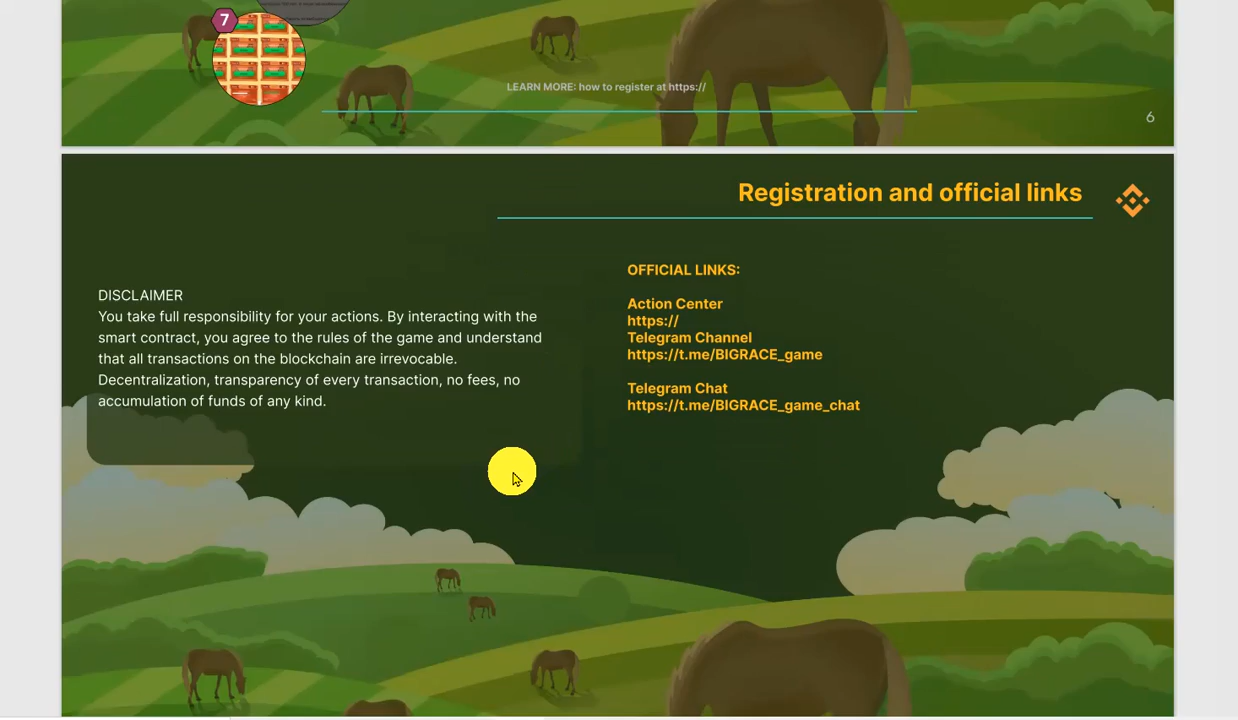 7
LEARN MORE: how to register at https://
6
Registration and official links
DISCLAIMER
You take full responsibility for your actions. By interacting with the
smart contract, you agree to the rules of the game and understand
that all transactions on the blockchain are irrevocable.
Decentralization, transparency of every transaction, no fees, no
accumulation of funds of any kind.
OFFICIAL LINKS:
Action Center
https://
Telegram Channel
https://t.me/BIGRACE_game
Telegram Chat
https://t.me/BIGRACE_game_chat